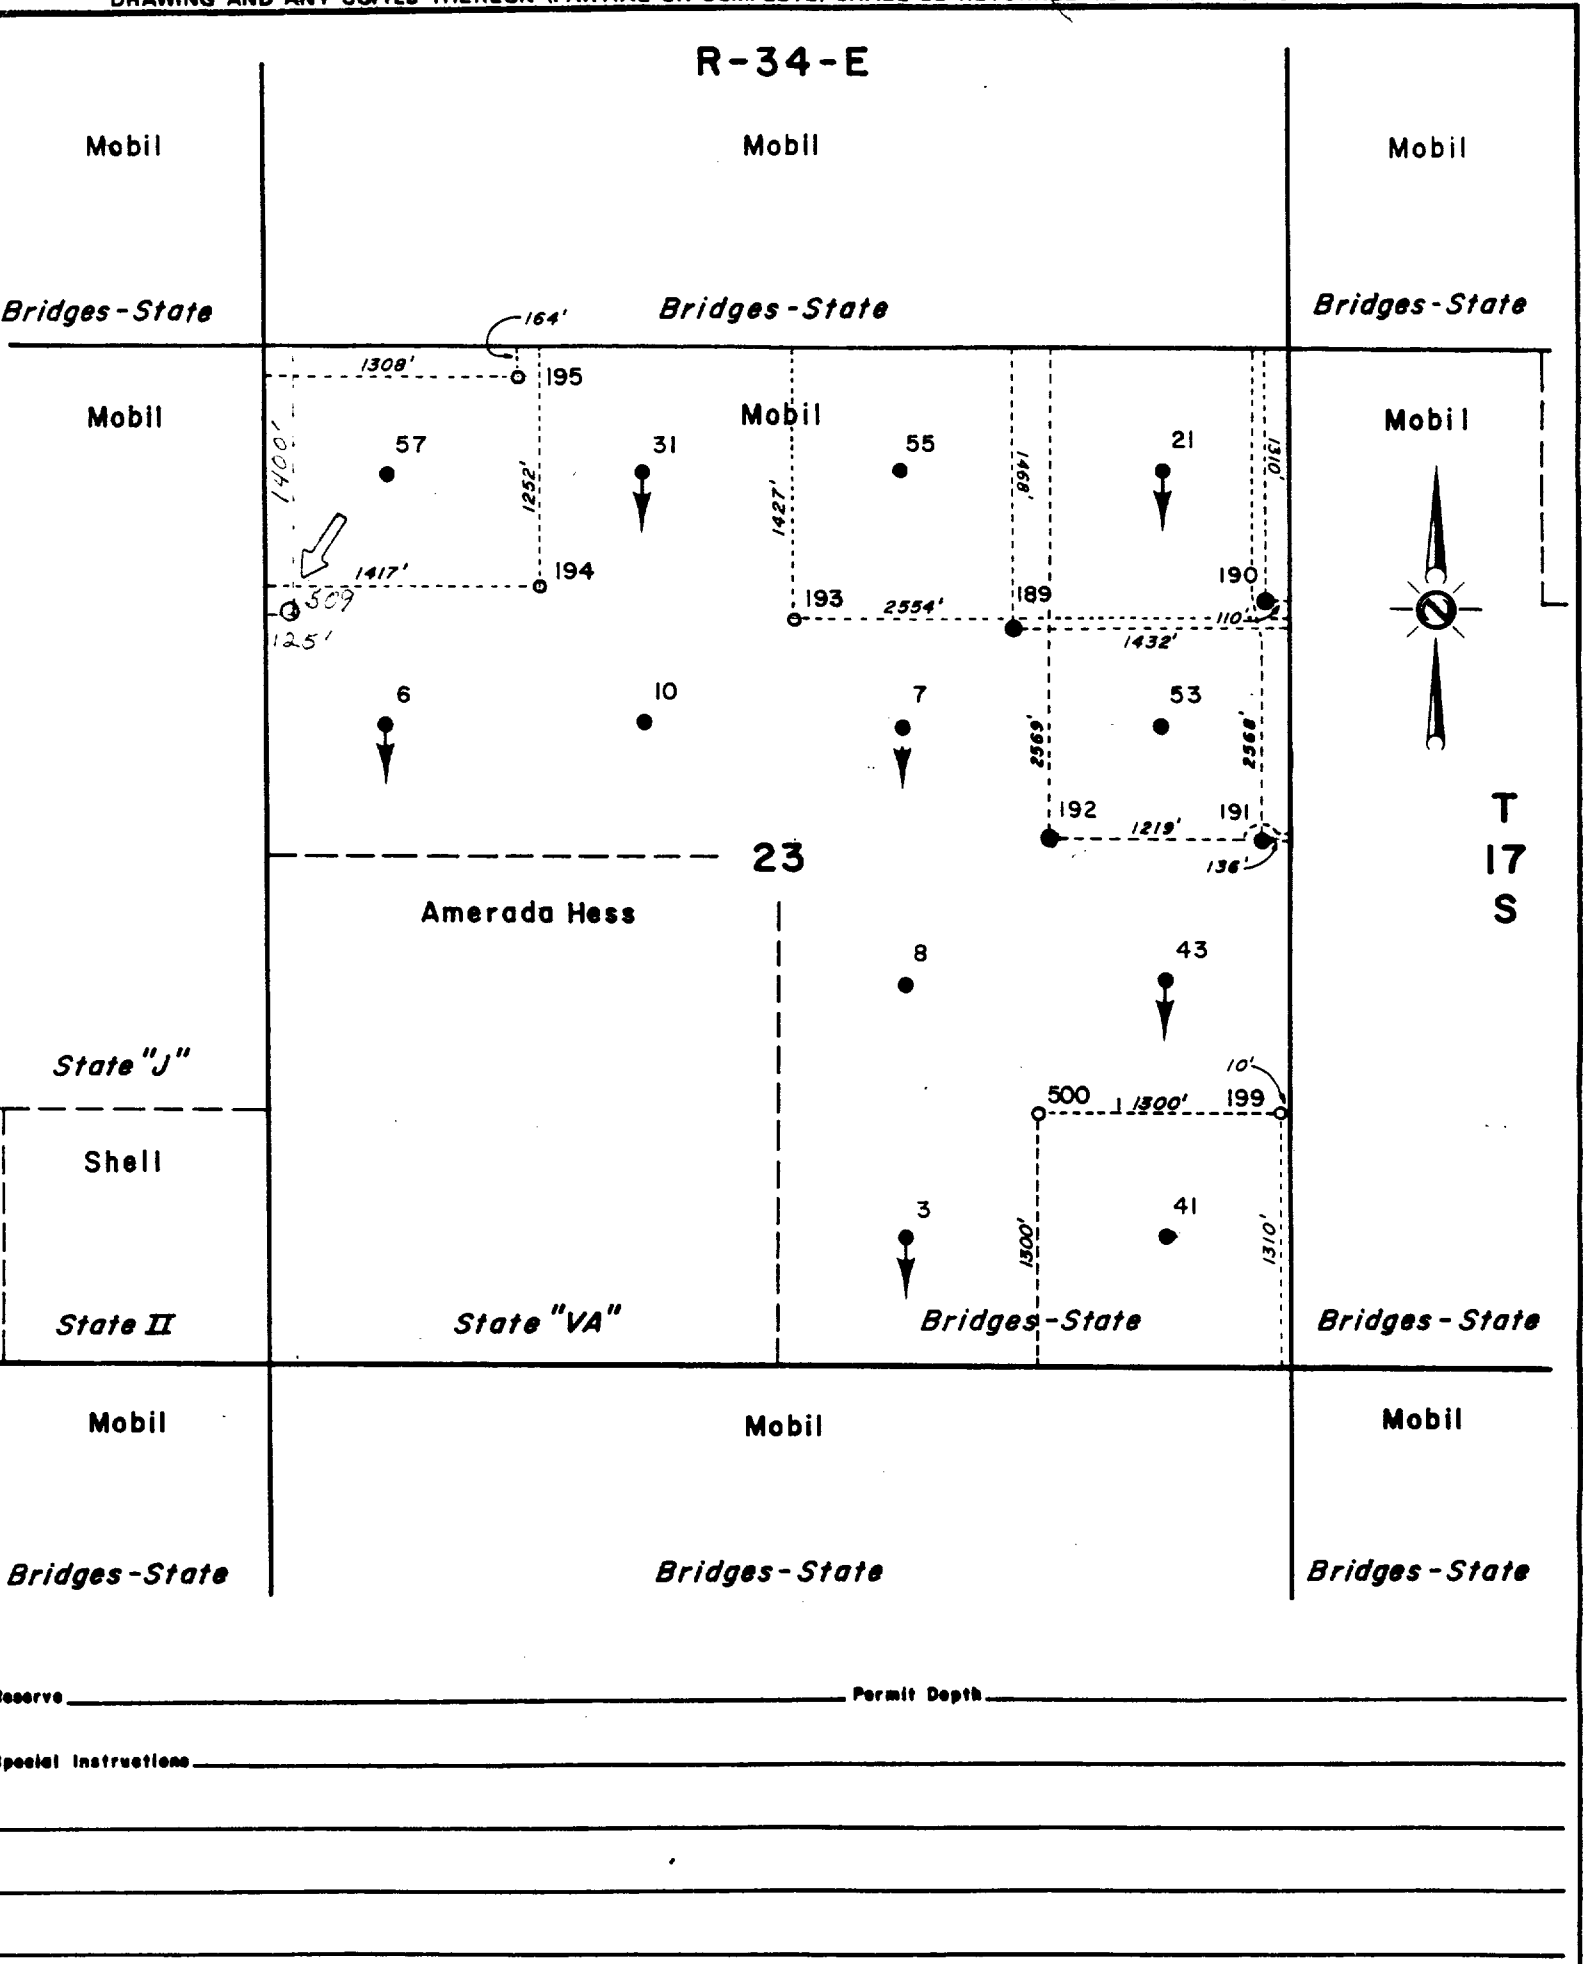 R-34-E
Mobil Mobil Mobil
Bridges-State Bridges-State Bridges-State
164'
1308' 195
Mobil Mobil Mobil
57 31 55 21
1400' 1252' 1427' 1468' 1310'
1417' 194 190
509 193 2554' 189 110'
125' 1432'
6 10 7 53
2569' 2568'
192 1219' 191
136'
T
17
S
23
Amerada Hess
8 43
State "J" 10'
500 1300' 199
Shell
3 41
1300' 1310'
State II State "VA" Bridges-State Bridges-State
Mobil Mobil Mobil
Bridges-State Bridges-State Bridges-State
Permit Depth
Special Instructions